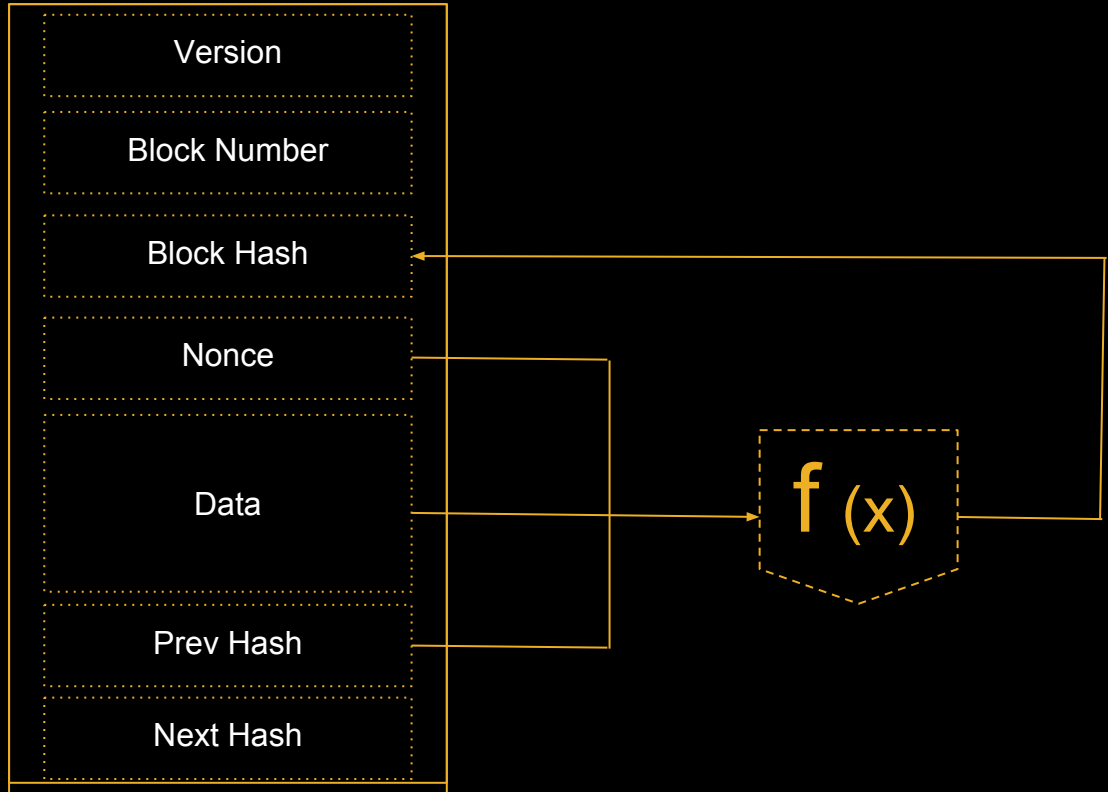 Version
Block Number
Block Hash
Nonce
Data
f (x)
Prev Hash
Next Hash